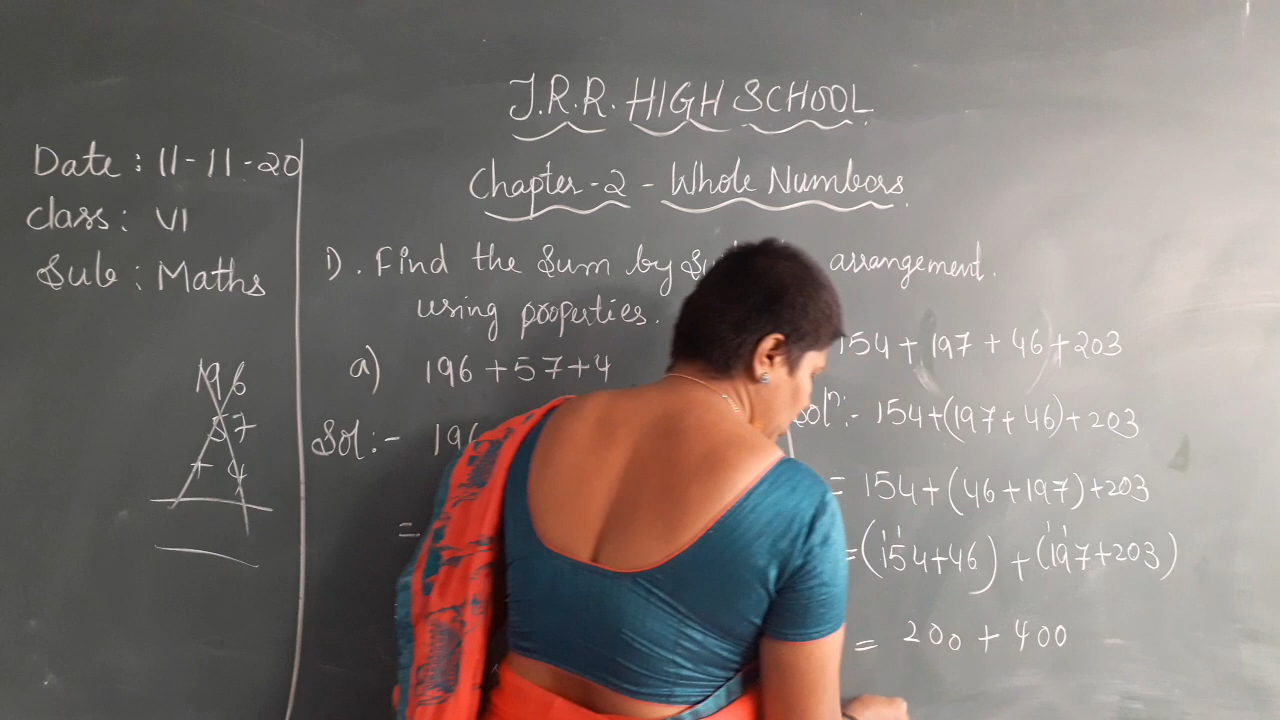 J.R.R. HIGH SCHOOL
Chapter-2 - Whole Numbers
Date : 11-11-20
Class : VI
Sub : Maths
1). Find the Sum by arrangement.
using properties.
a) 196 + 57 + 4
Sol :- 196
=
196
57
+ 4
154 + 197 + 46 + 203
Solⁿ :- 154+(197+46)+203
= 154+(46+197)+203
= (154+46) + (197+203)
= 200 + 400